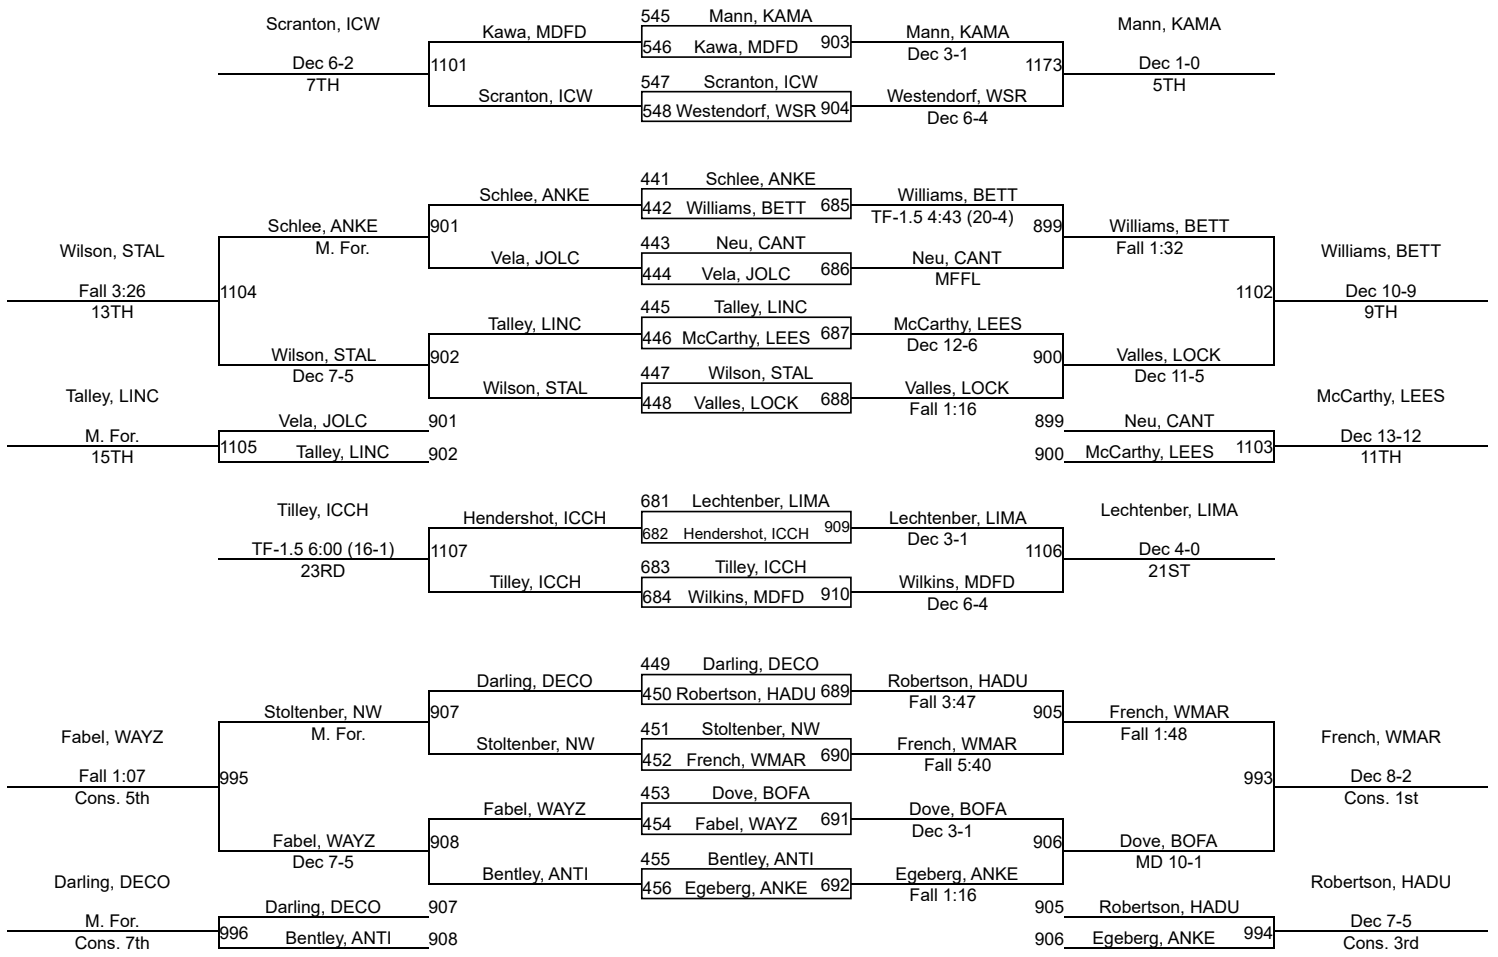 545 Mann, KAMA
Scranton, ICW Mann, KAMA
Kawa, MDFD Mann, KAMA
546 Kawa, MDFD 903
Dec 3-1
Dec 6-2 1101 1173 Dec 1-0
7TH 547 Scranton, ICW 5TH
Scranton, ICW Westendorf, WSR
548 Westendorf, WSR 904
Dec 6-4
441 Schlee, ANKE
Schlee, ANKE Williams, BETT
442 Williams, BETT 685
TF-1.5 4:43 (20-4)
Schlee, ANKE 901 899 Williams, BETT
M. For. 443 Neu, CANT Fall 1:32
Wilson, STAL Williams, BETT
Vela, JOLC Neu, CANT
444 Vela, JOLC 686
MFFL
Fall 3:26 1104 1102 Dec 10-9
13TH 445 Talley, LINC 9TH
Talley, LINC McCarthy, LEES
446 McCarthy, LEES 687
Dec 12-6
Wilson, STAL 902 900 Valles, LOCK
Dec 7-5 447 Wilson, STAL Dec 11-5
Wilson, STAL Valles, LOCK
Talley, LINC McCarthy, LEES
448 Valles, LOCK 688
Fall 1:16
Vela, JOLC 901 899 Neu, CANT
M. For. Dec 13-12
1105 1103
15TH Talley, LINC 902 900 McCarthy, LEES 11TH
681 Lechtenber, LIMA
Tilley, ICCH Lechtenber, LIMA
Hendershot, ICCH Lechtenber, LIMA
682 Hendershot, ICCH 909
Dec 3-1
TF-1.5 6:00 (16-1) 1107 1106 Dec 4-0
23RD 683 Tilley, ICCH 21ST
Tilley, ICCH Wilkins, MDFD
684 Wilkins, MDFD 910
Dec 6-4
449 Darling, DECO
Darling, DECO Robertson, HADU
450 Robertson, HADU 689
Fall 3:47
Stoltenber, NW 907 905 French, WMAR
M. For. 451 Stoltenber, NW Fall 1:48
Fabel, WAYZ French, WMAR
Stoltenber, NW French, WMAR
452 French, WMAR 690
Fall 5:40
Fall 1:07 995 993 Dec 8-2
Cons. 5th 453 Dove, BOFA Cons. 1st
Fabel, WAYZ Dove, BOFA
454 Fabel, WAYZ 691
Dec 3-1
Fabel, WAYZ 908 906 Dove, BOFA
Dec 7-5 455 Bentley, ANTI MD 10-1
Bentley, ANTI Egeberg, ANKE
Darling, DECO Robertson, HADU
456 Egeberg, ANKE 692
Fall 1:16
Darling, DECO 907 905 Robertson, HADU
M. For. Dec 7-5
996 994
Cons. 7th Bentley, ANTI 908 906 Egeberg, ANKE Cons. 3rd